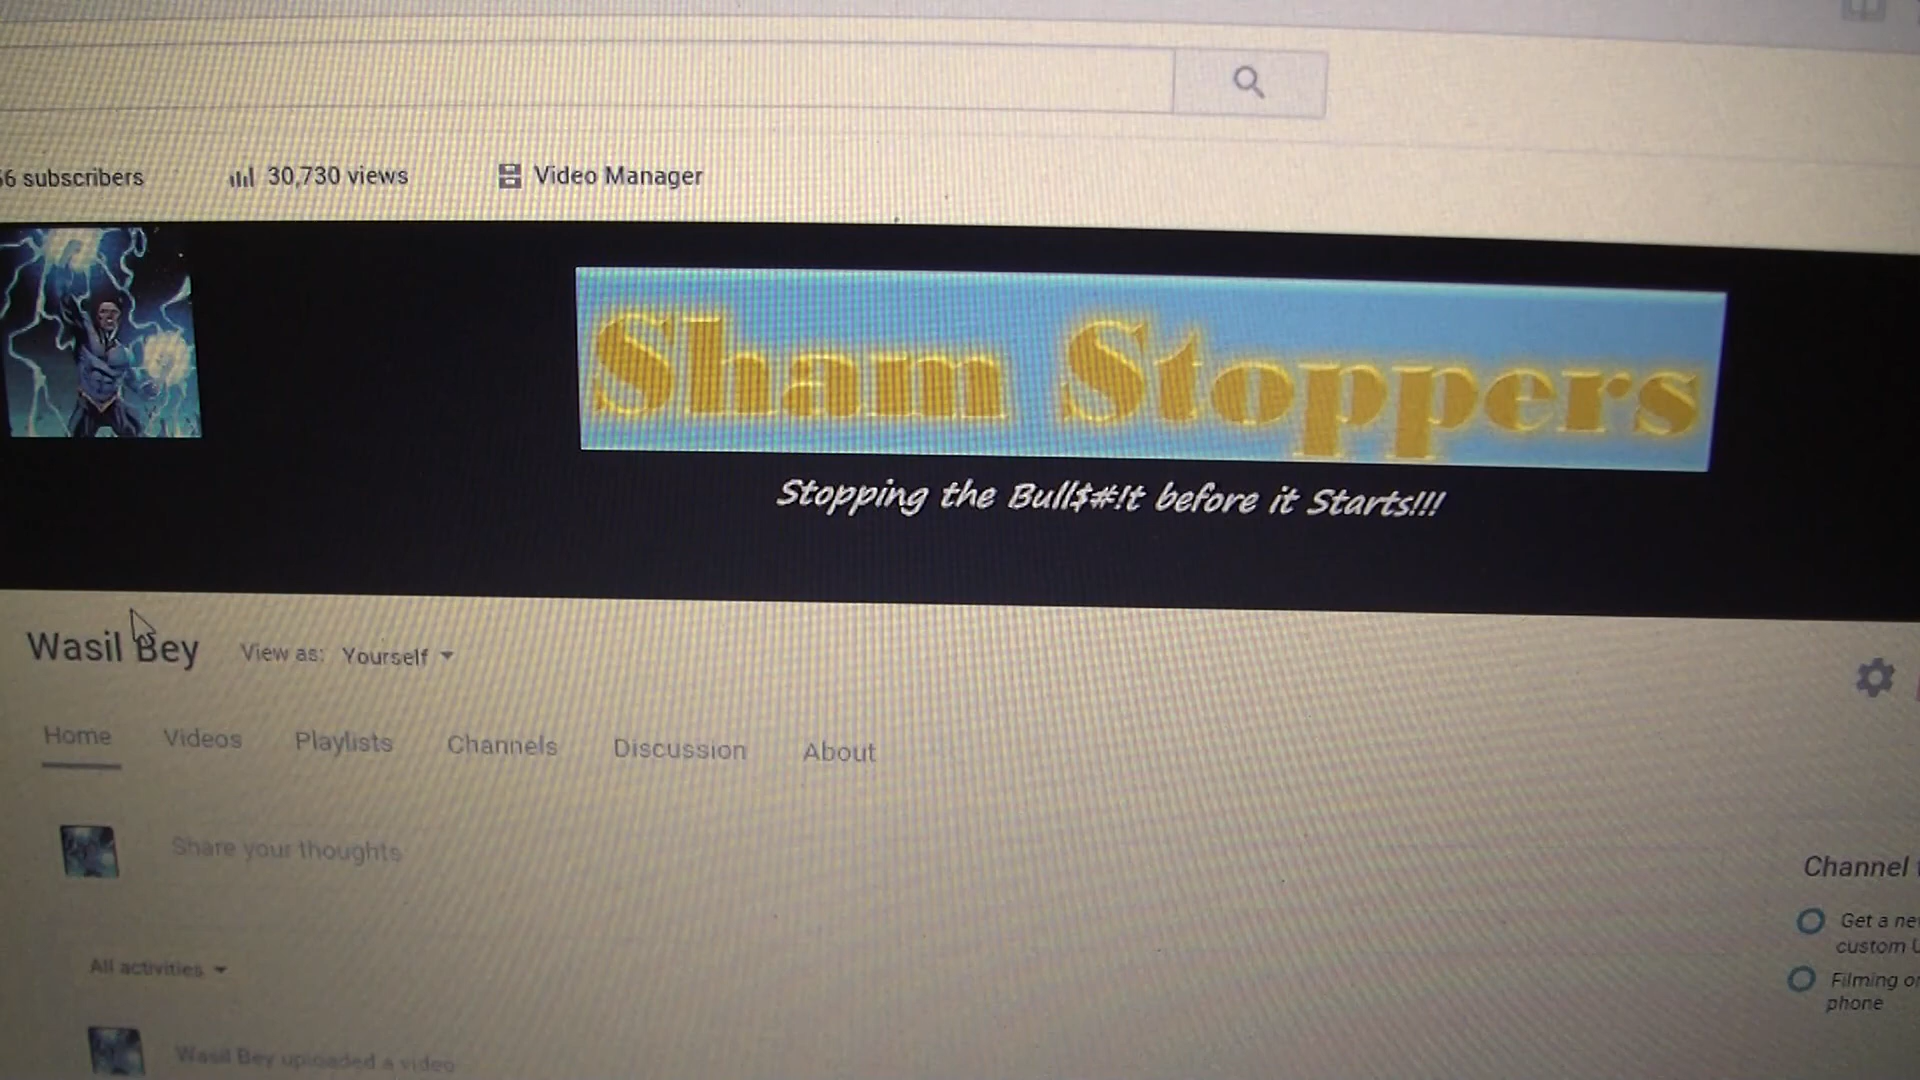 6 subscribers 30,730 views Video Manager
Sham Stoppers
Stopping the Bull$#!t before it Starts!!!
Wasil Bey View as: Yourself
Home Videos Playlists Channels Discussion About
Share your thoughts
Channel
Get a
custom
Filming
phone
All activities
Wasil Bey uploaded a video